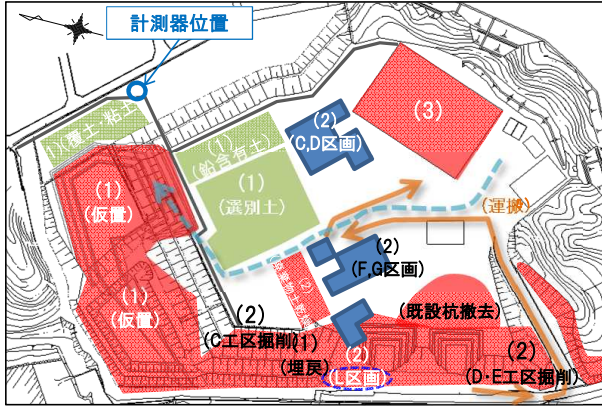 計測器位置
(1)(覆土・粘土)
(1)
(鉛含有土)
(2)
(C,D区画)
(3)
(1)
(仮置)
(1)
(選別土)
(運搬)
(2)
(F,G区画)
(1)
(仮置)
(2)
(C工区掘削)
(既設杭撤去)
(1)
埋戻
(2)
(L区画)
(2)
(D・E工区掘削)